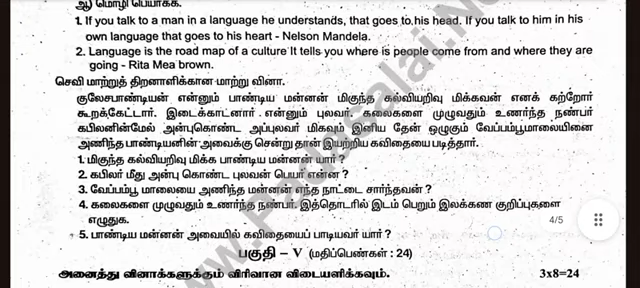 ஆ) மொழி பெயர்க்க.
1. If you talk to a man in a language he understands, that goes to his head. If you talk to him in his
own language that goes to his heart - Nelson Mandela.
2. Language is the road map of a culture It tells you where is people come from and where they are
going - Rita Mea brown.
செவி மாற்றுத் திறனாளிக்கான மாற்று வினா.
குலேசபாண்டியன் என்னும் பாண்டிய மன்னன் மிகுந்த கல்வியறிவு மிக்கவன் எனக் கற்றோர்
கூறக்கேட்டார். இடைக்காட்னார் என்னும் புலவர். கலைகளை முழுவதும் உணர்ந்த நண்பர்
கபிலனின்மேல் அன்புகொண்ட அப்புலவர் மிகவும் இனிய தேன் ஒழுகும் வேப்பம்பூமாலையினை
அணிந்த பாண்டியனின் அவைக்கு சென்று தான் இயற்றிய கவிதையை படித்தார்.
1. மிகுந்த கல்வியறிவு மிக்க பாண்டிய மன்னன் யார் ?
2. கபிலர் மீது அன்பு கொண்ட புலவன் பெயர் என்ன ?
3. வேப்பம்பூ மாலையை அணிந்த மன்னன் எந்த நாட்டை சார்ந்தவன் ?
4. கலைகளை முழுவதும் உணர்ந்த நண்பர். இத்தொடரில் இடம் பெறும் இலக்கண குறிப்புகளை
எழுதுக.
4/5
5. பாண்டிய மன்னன் அவையில் கவிதையைப் பாடியவர் யார் ?
பகுதி – V (மதிப்பெண்கள் : 24)
அனைத்து வினாக்களுக்கும் விரிவான விடையளிக்கவும். 3x8=24